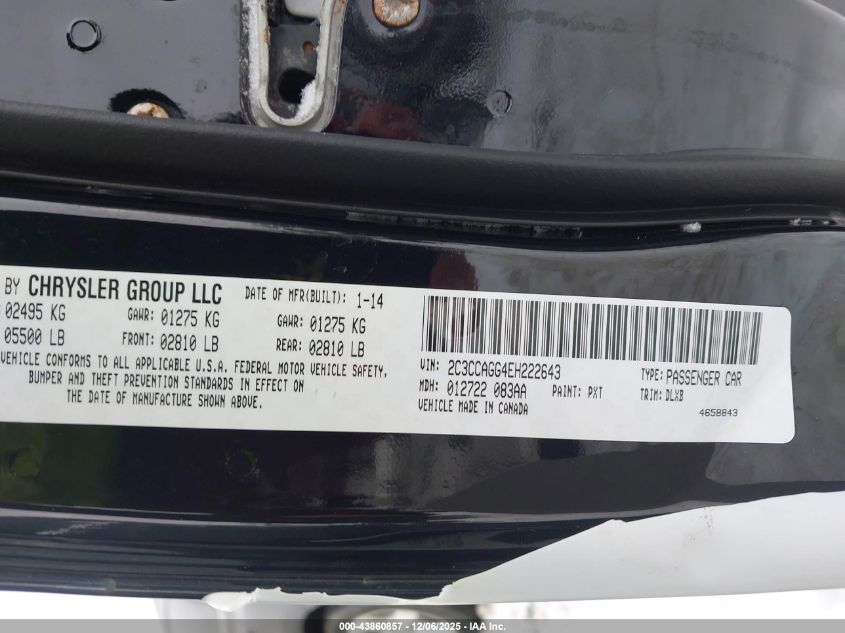 BY CHRYSLER GROUP LLC DATE OF MFR(BUILT): 1-14
02495 KG GAWR: 01275 KG GAWR: 01275 KG
05500 LB FRONT: 02810 LB REAR: 02810 LB
VEHICLE CONFORMS TO ALL APPLICABLE U.S.A. FEDERAL MOTOR VEHICLE SAFETY,
BUMPER AND THEFT PREVENTION STANDARDS IN EFFECT ON
THE DATE OF MANUFACTURE SHOWN ABOVE.
VIN: 2C3CCAGG4EH222643 TYPE: PASSENGER CAR
MDH: 012722 083AA PAINT: PXT TRIM: DLXB
VEHICLE MADE IN CANADA 4658843
000-43860857 - 12/06/2025 - IAA Inc.